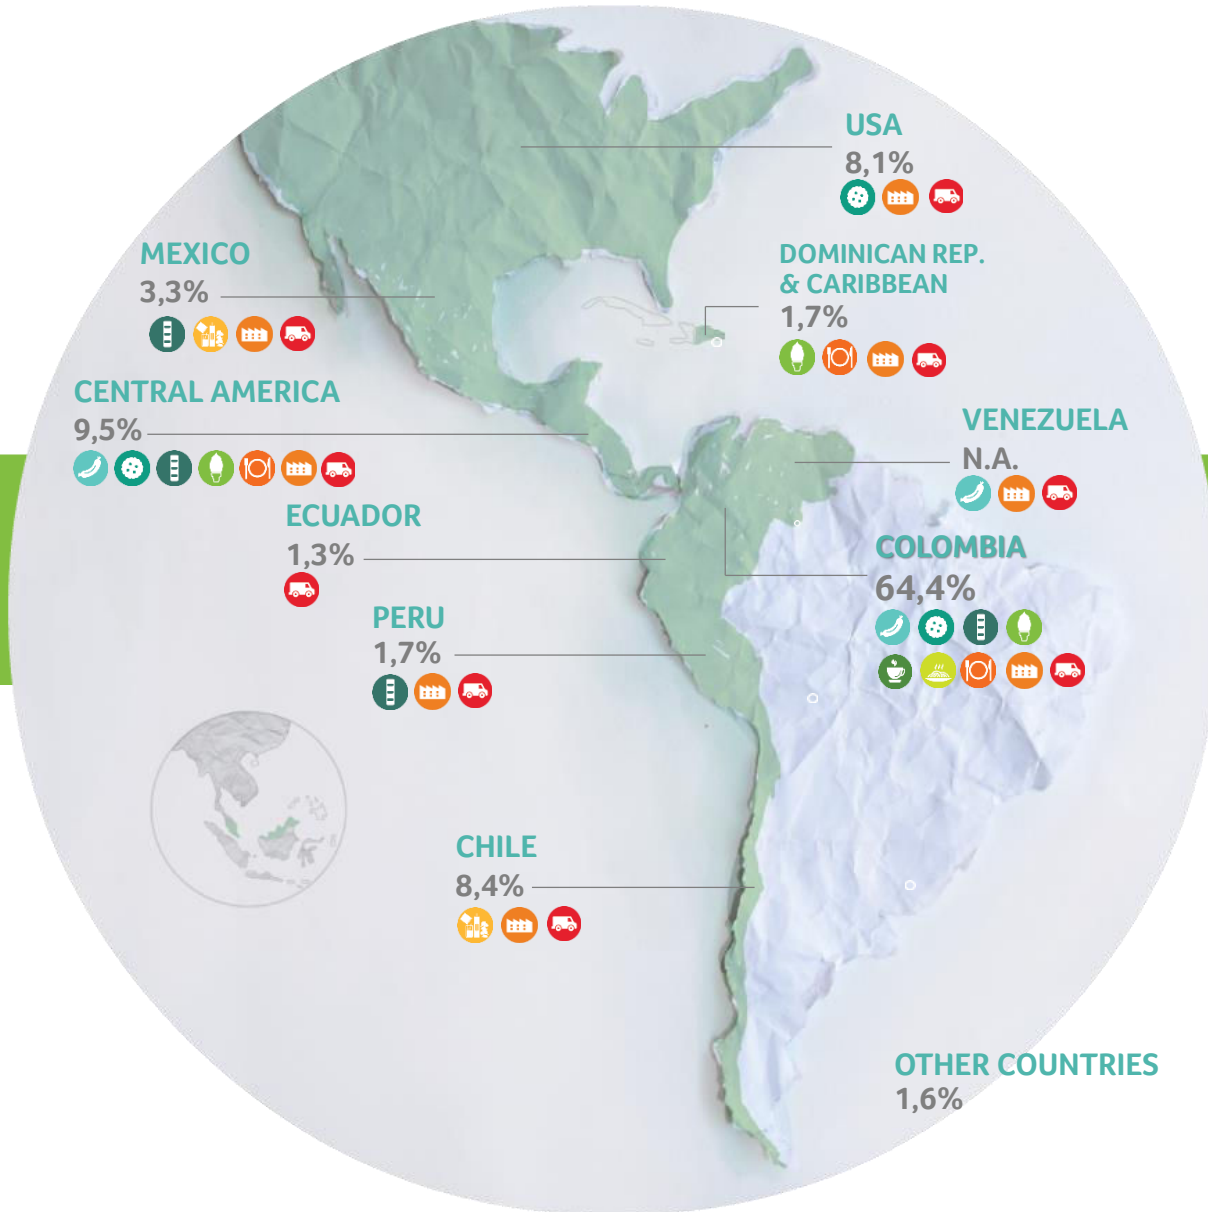 USA
8,1%
MEXICO
3,3%
DOMINICAN REP.
& CARIBBEAN
1,7%
CENTRAL AMERICA
9,5%
VENEZUELA
N.A.
ECUADOR
1,3%
COLOMBIA
64,4%
PERU
1,7%
CHILE
8,4%
OTHER COUNTRIES
1,6%